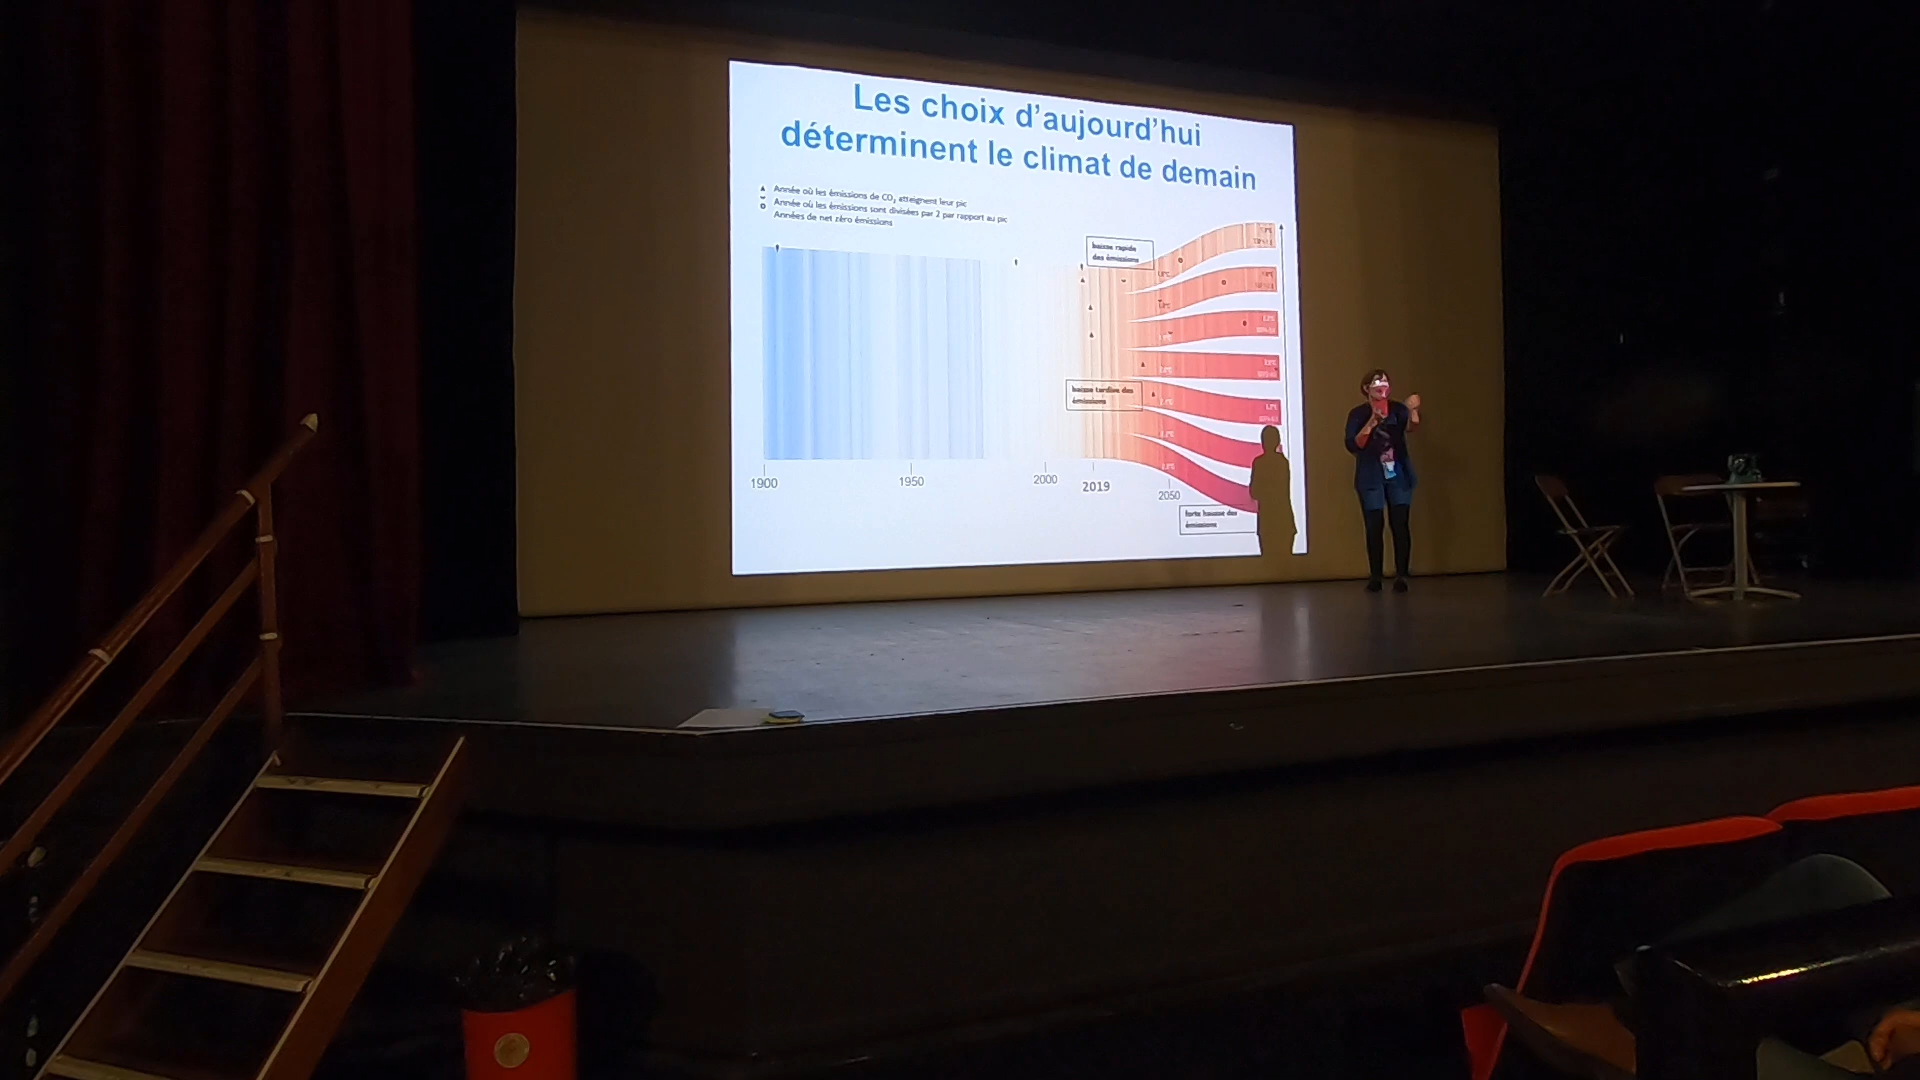 Les choix d'aujourd'hui
déterminent le climat de demain
Année où les émissions de CO₂ atteignent leur pic
Année où les émissions sont divisées par 2 par rapport au pic
Années de net zéro émissions
baisse rapide
des émissions
baisse tardive des
émissions
1900
1950
2000
2019
2050
forte hausse des
émissions